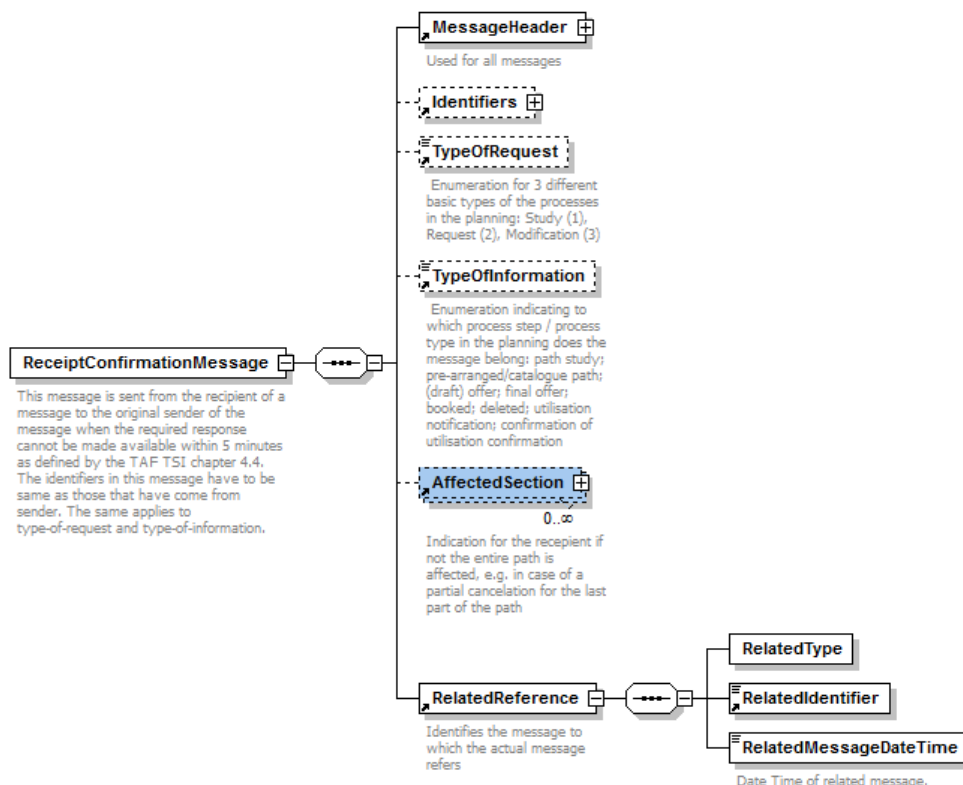 MessageHeader
Used for all messages
Identifiers
TypeOfRequest
Enumeration for 3 different
basic types of the processes
in the planning: Study (1),
Request (2), Modification (3)
TypeOfInformation
Enumeration indicating to
which process step / process
type in the planning does the
message belong: path study;
pre-arranged/catalogue path;
(draft) offer; final offer;
booked; deleted; utilisation
notification; confirmation of
utilisation confirmation
ReceiptConfirmationMessage
This message is sent from the recipient of a
message to the original sender of the
message when the required response
cannot be made available within 5 minutes
as defined by the TAF TSI chapter 4.4.
The identifiers in this message have to be
same as those that have come from
sender. The same applies to
type-of-request and type-of-information.
AffectedSection
0..∞
Indication for the recepient if
not the entire path is
affected, e.g. in case of a
partial cancelation for the last
part of the path
RelatedReference
Identifies the message to
which the actual message
refers
RelatedType
RelatedIdentifier
RelatedMessageDateTime
Date Time of related message.